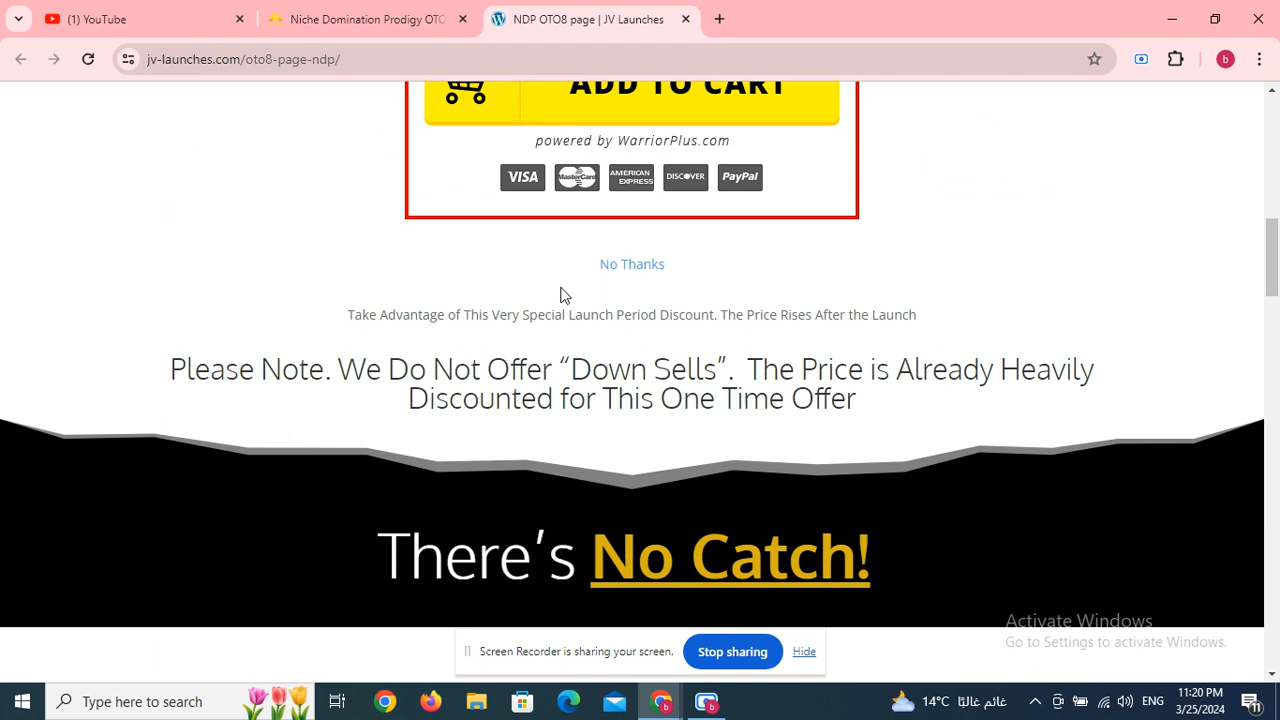 (1) YouTube
Niche Domination Prodigy OTO
NDP OTO8 page | JV Launches
jv-launches.com/oto8-page-ndp/
b
ADD TO CART
powered by WarriorPlus.com
VISA MasterCard AMERICAN EXPRESS DISCOVER PayPal
No Thanks
Take Advantage of This Very Special Launch Period Discount. The Price Rises After the Launch
Please Note. We Do Not Offer “Down Sells”. The Price is Already Heavily
Discounted for This One Time Offer
There’s No Catch!
Activate Windows
Go to Settings to activate Windows.
Screen Recorder is sharing your screen. Stop sharing Hide
Type here to search
14°C غائم غالبًا
ENG
11:20 PM
3/25/2024
11